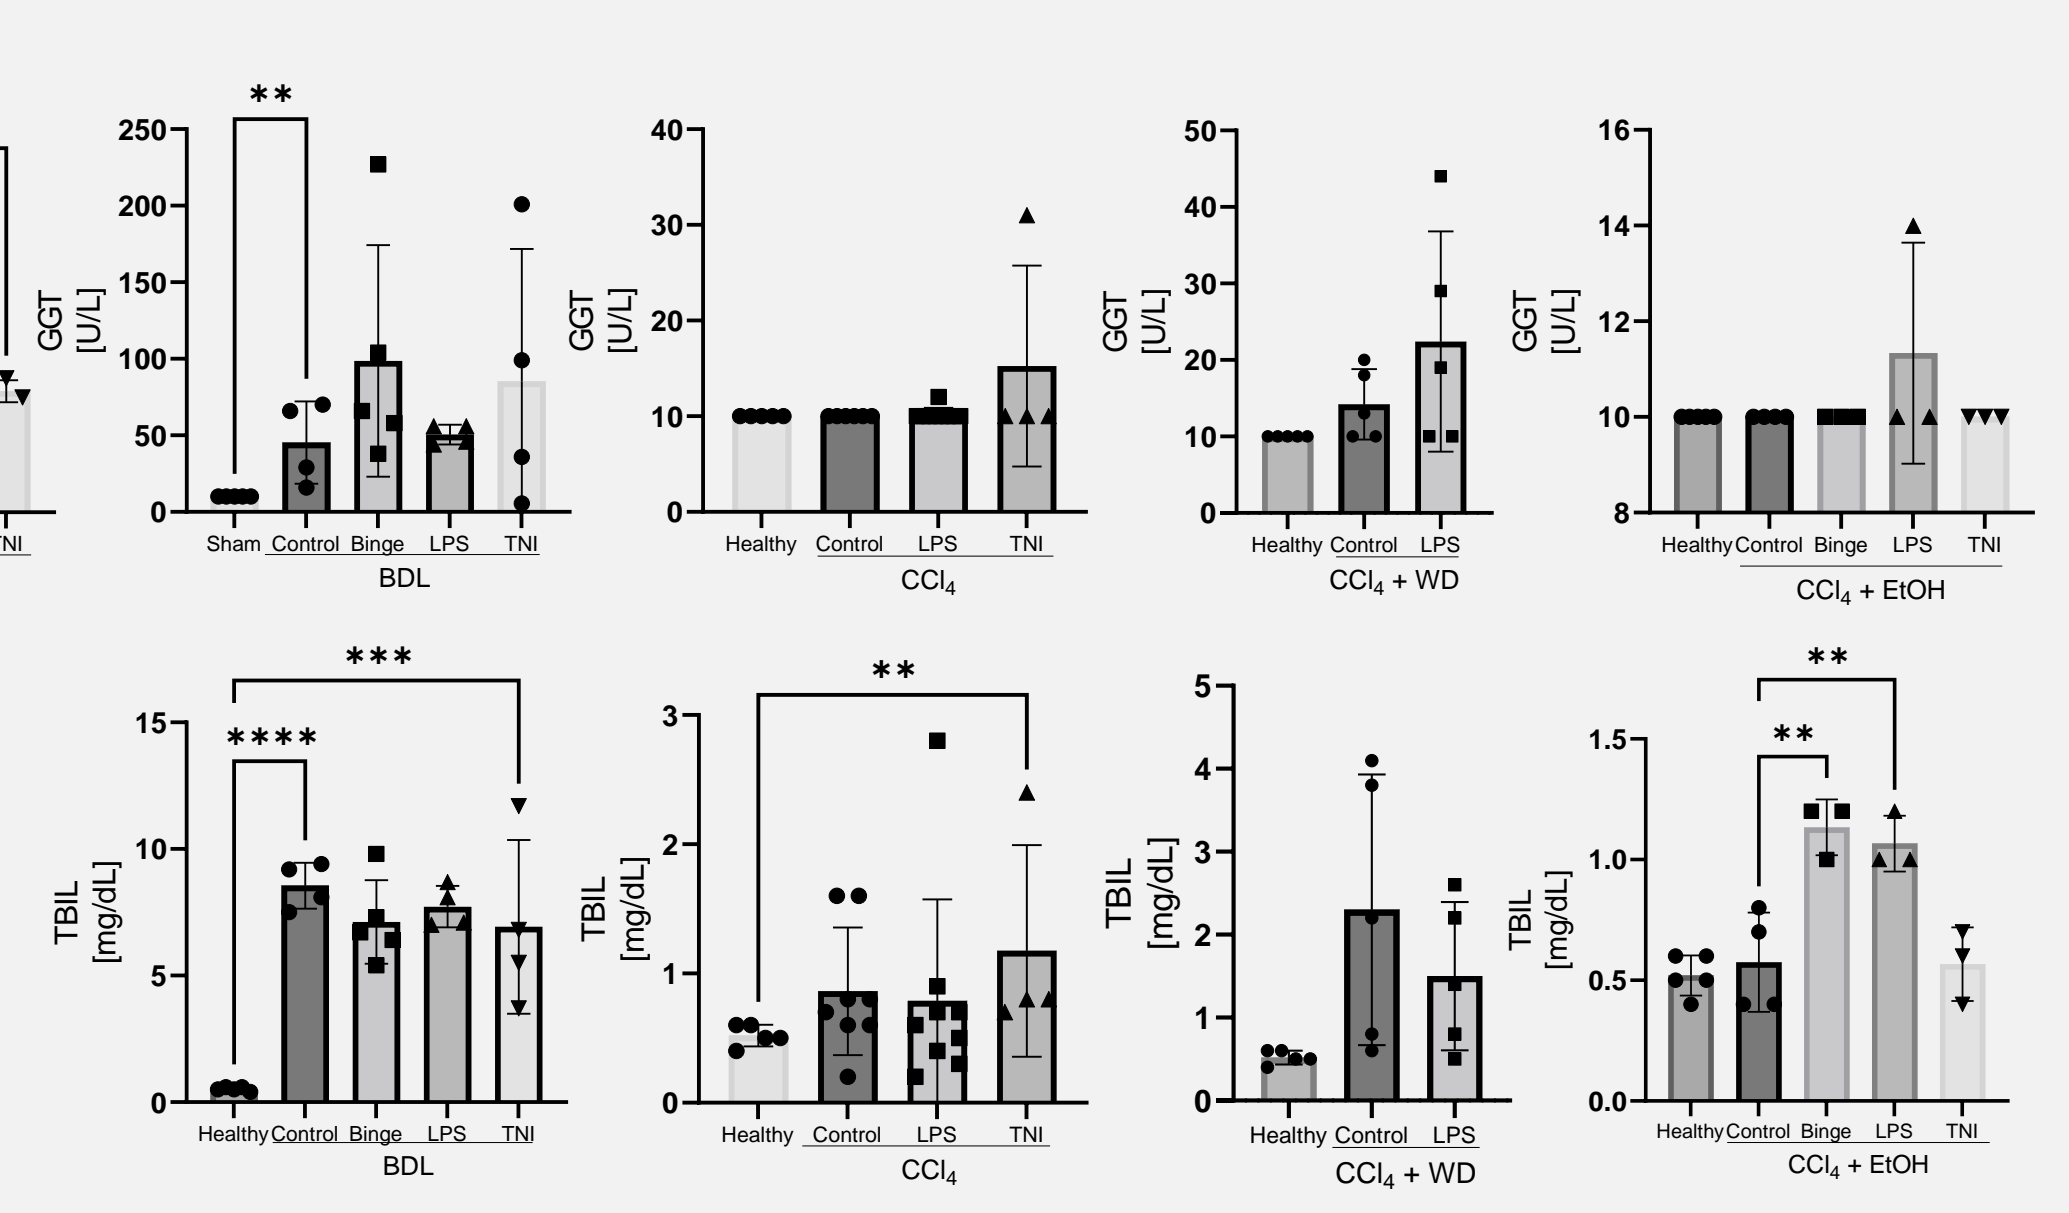 **
250
200
150
100
50
0
GGT
[U/L]
Sham Control Binge LPS TNI
BDL
40
30
20
10
0
GGT
[U/L]
Healthy Control LPS TNI
CCl4
50
40
30
20
10
0
GGT
[U/L]
Healthy Control LPS
CCl4 + WD
16
14
12
10
8
GGT
[U/L]
Healthy Control Binge LPS TNI
CCl4 + EtOH
TNI
***
****
15
10
5
0
TBIL
[mg/dL]
Healthy Control Binge LPS TNI
BDL
**
3
2
1
0
TBIL
[mg/dL]
Healthy Control LPS TNI
CCl4
5
4
3
2
1
0
TBIL
[mg/dL]
Healthy Control LPS
CCl4 + WD
**
**
1.5
1.0
0.5
0.0
TBIL
[mg/dL]
Healthy Control Binge LPS TNI
CCl4 + EtOH